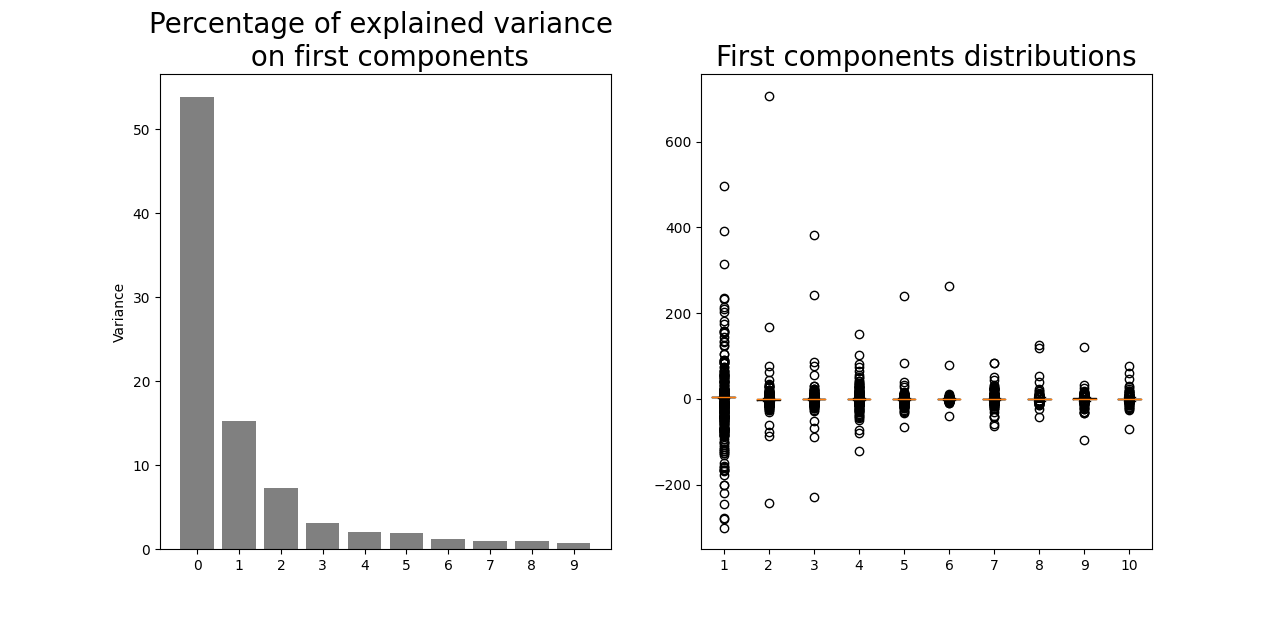 Percentage of explained variance
on first components
Variance
50
40
30
20
10
0
0 1 2 3 4 5 6 7 8 9
First components distributions
600
400
200
0
−200
1 2 3 4 5 6 7 8 9 10